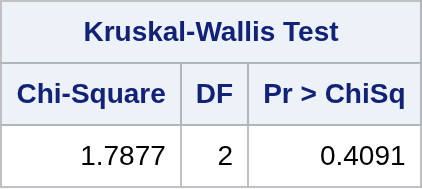 Kruskal-Wallis Test
Chi-Square DF Pr > ChiSq
1.7877 2 0.4091